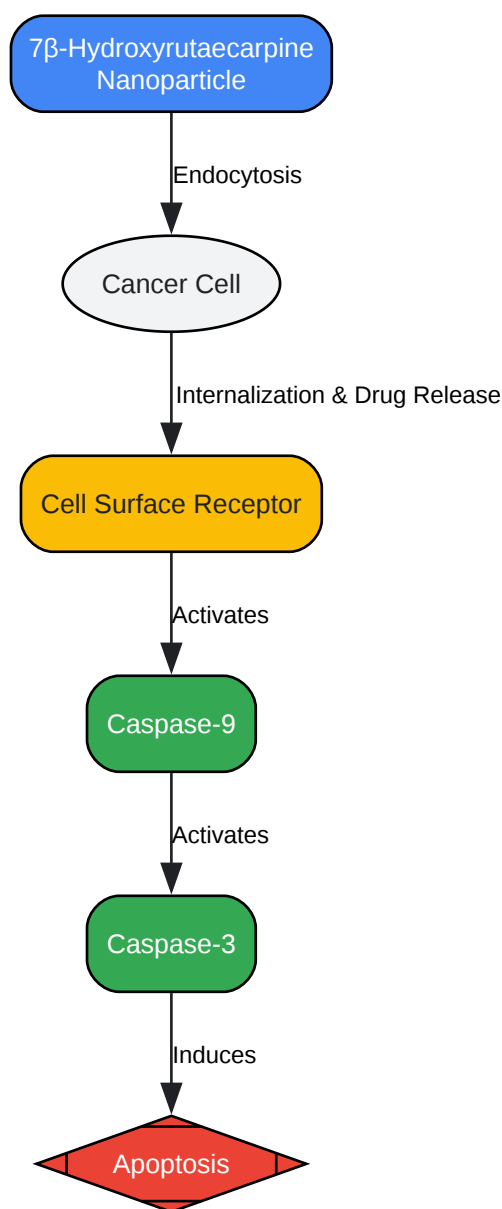 7β-Hydroxyrutaecarpine
Nanoparticle
Endocytosis
Cancer Cell
Internalization & Drug Release
Cell Surface Receptor
Activates
Caspase-9
Activates
Caspase-3
Induces
Apoptosis